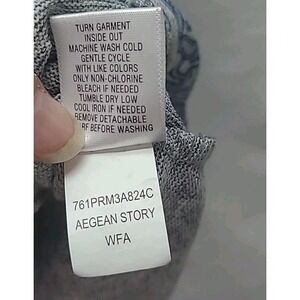 TURN GARMENT
INSIDE OUT
MACHINE WASH COLD
GENTLE CYCLE
WITH LIKE COLORS
ONLY NON-CHLORINE
BLEACH IF NEEDED
TUMBLE DRY LOW
COOL IRON IF NEEDED
REMOVE DETACHABLE
BEFORE WASHING
761PRM3A824C
AEGEAN STORY
WFA